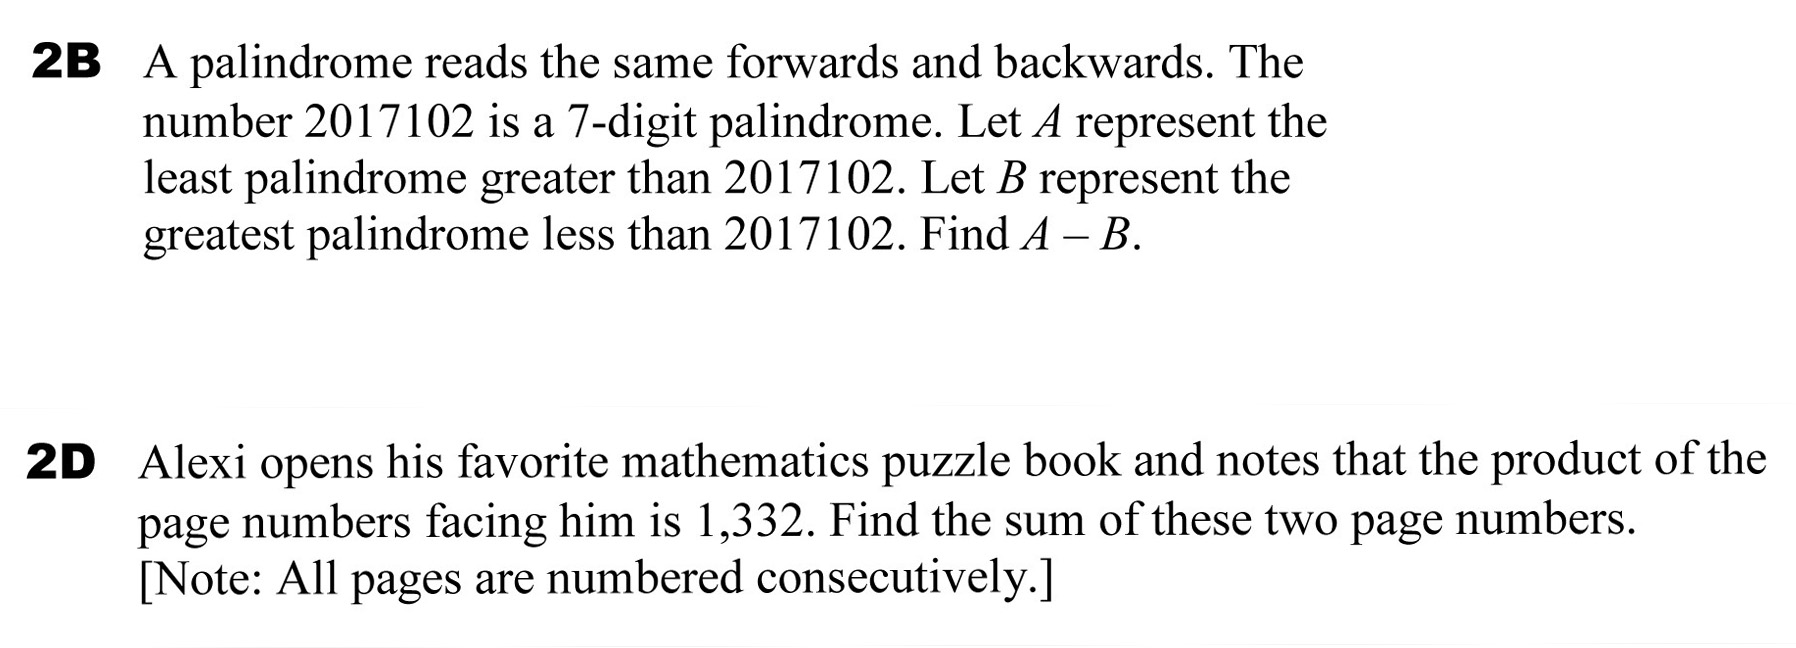 2B A palindrome reads the same forwards and backwards. The
number 2017102 is a 7-digit palindrome. Let A represent the
least palindrome greater than 2017102. Let B represent the
greatest palindrome less than 2017102. Find A – B.
2D Alexi opens his favorite mathematics puzzle book and notes that the product of the
page numbers facing him is 1,332. Find the sum of these two page numbers.
[Note: All pages are numbered consecutively.]